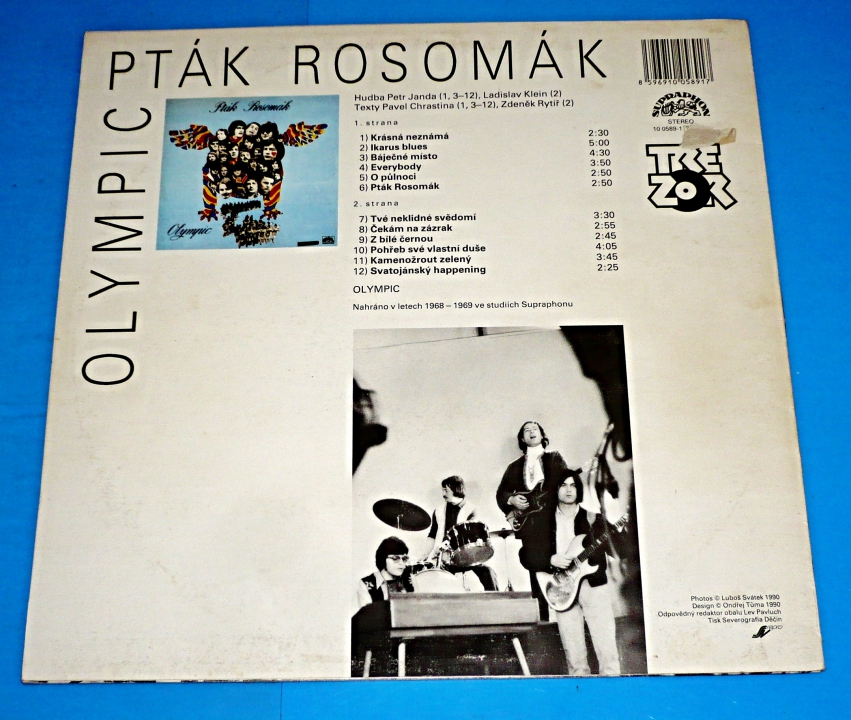 PTÁK ROSOMÁK
OLYMPIC
Pták Rosomák
Olympic
Hudba Petr Janda (1, 3–12), Ladislav Klein (2)
Texty Pavel Chrastina (1, 3–12), Zdeněk Rytíř (2)
1. strana
1) Krásná neznámá 2:30
2) Ikarus blues 5:00
3) Báječné místo 4:30
4) Everybody 3:50
5) O půlnoci 2:50
6) Pták Rosomák 2:50
2. strana
7) Tvé neklidné svědomí 3:30
8) Čekám na zázrak 2:55
9) Z bílé černou 2:45
10) Pohřeb své vlastní duše 4:05
11) Kamenožrout zelený 3:45
12) Svatojánský happening 2:25
OLYMPIC
Nahráno v letech 1968–1969 ve studiích Supraphonu
8 596910 058917
SUPRAPHON
STEREO
10 0589-1
TRE
ZOR
Photos © Luboš Svátek 1990
Design © Ondřej Tůma 1990
Odpovědný redaktor obalu Lev Pavluch
Tisk Severografia Děčín